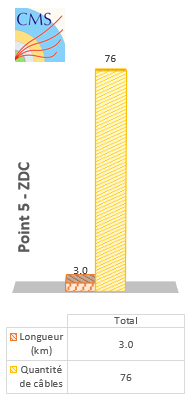 CMS
76
Point 5 - ZDC
3.0
Total
Longueur
(km)
3.0
Quantité
de câbles
76